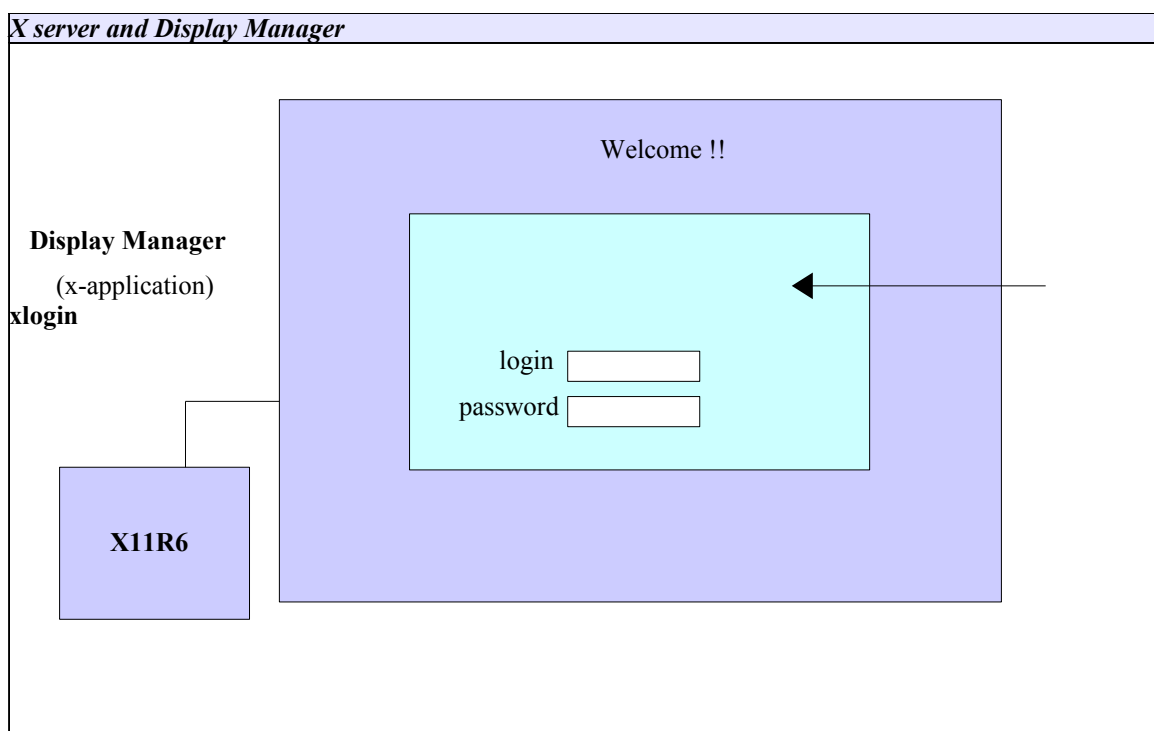 X server and Display Manager
Welcome !!
Display Manager
(x-application)
xlogin
login
password
X11R6